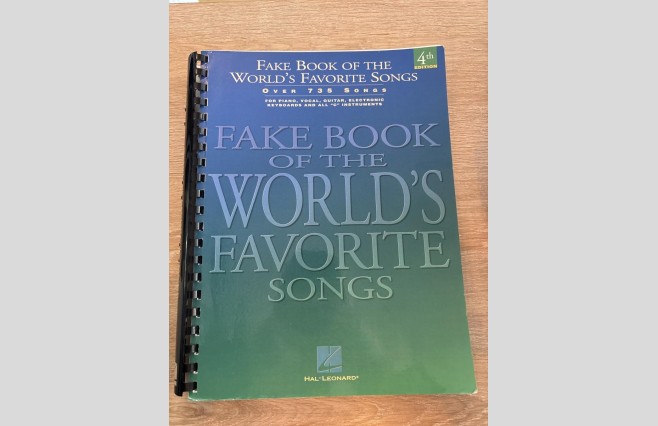 FAKE BOOK OF THE
WORLD'S FAVORITE SONGS
OVER 735 SONGS
FOR PIANO, VOCAL, GUITAR, ELECTRONIC
KEYBOARDS AND ALL "C" INSTRUMENTS
4th
EDITION
FAKE BOOK
OF THE
WORLD'S
FAVORITE
SONGS
HAL•LEONARD®